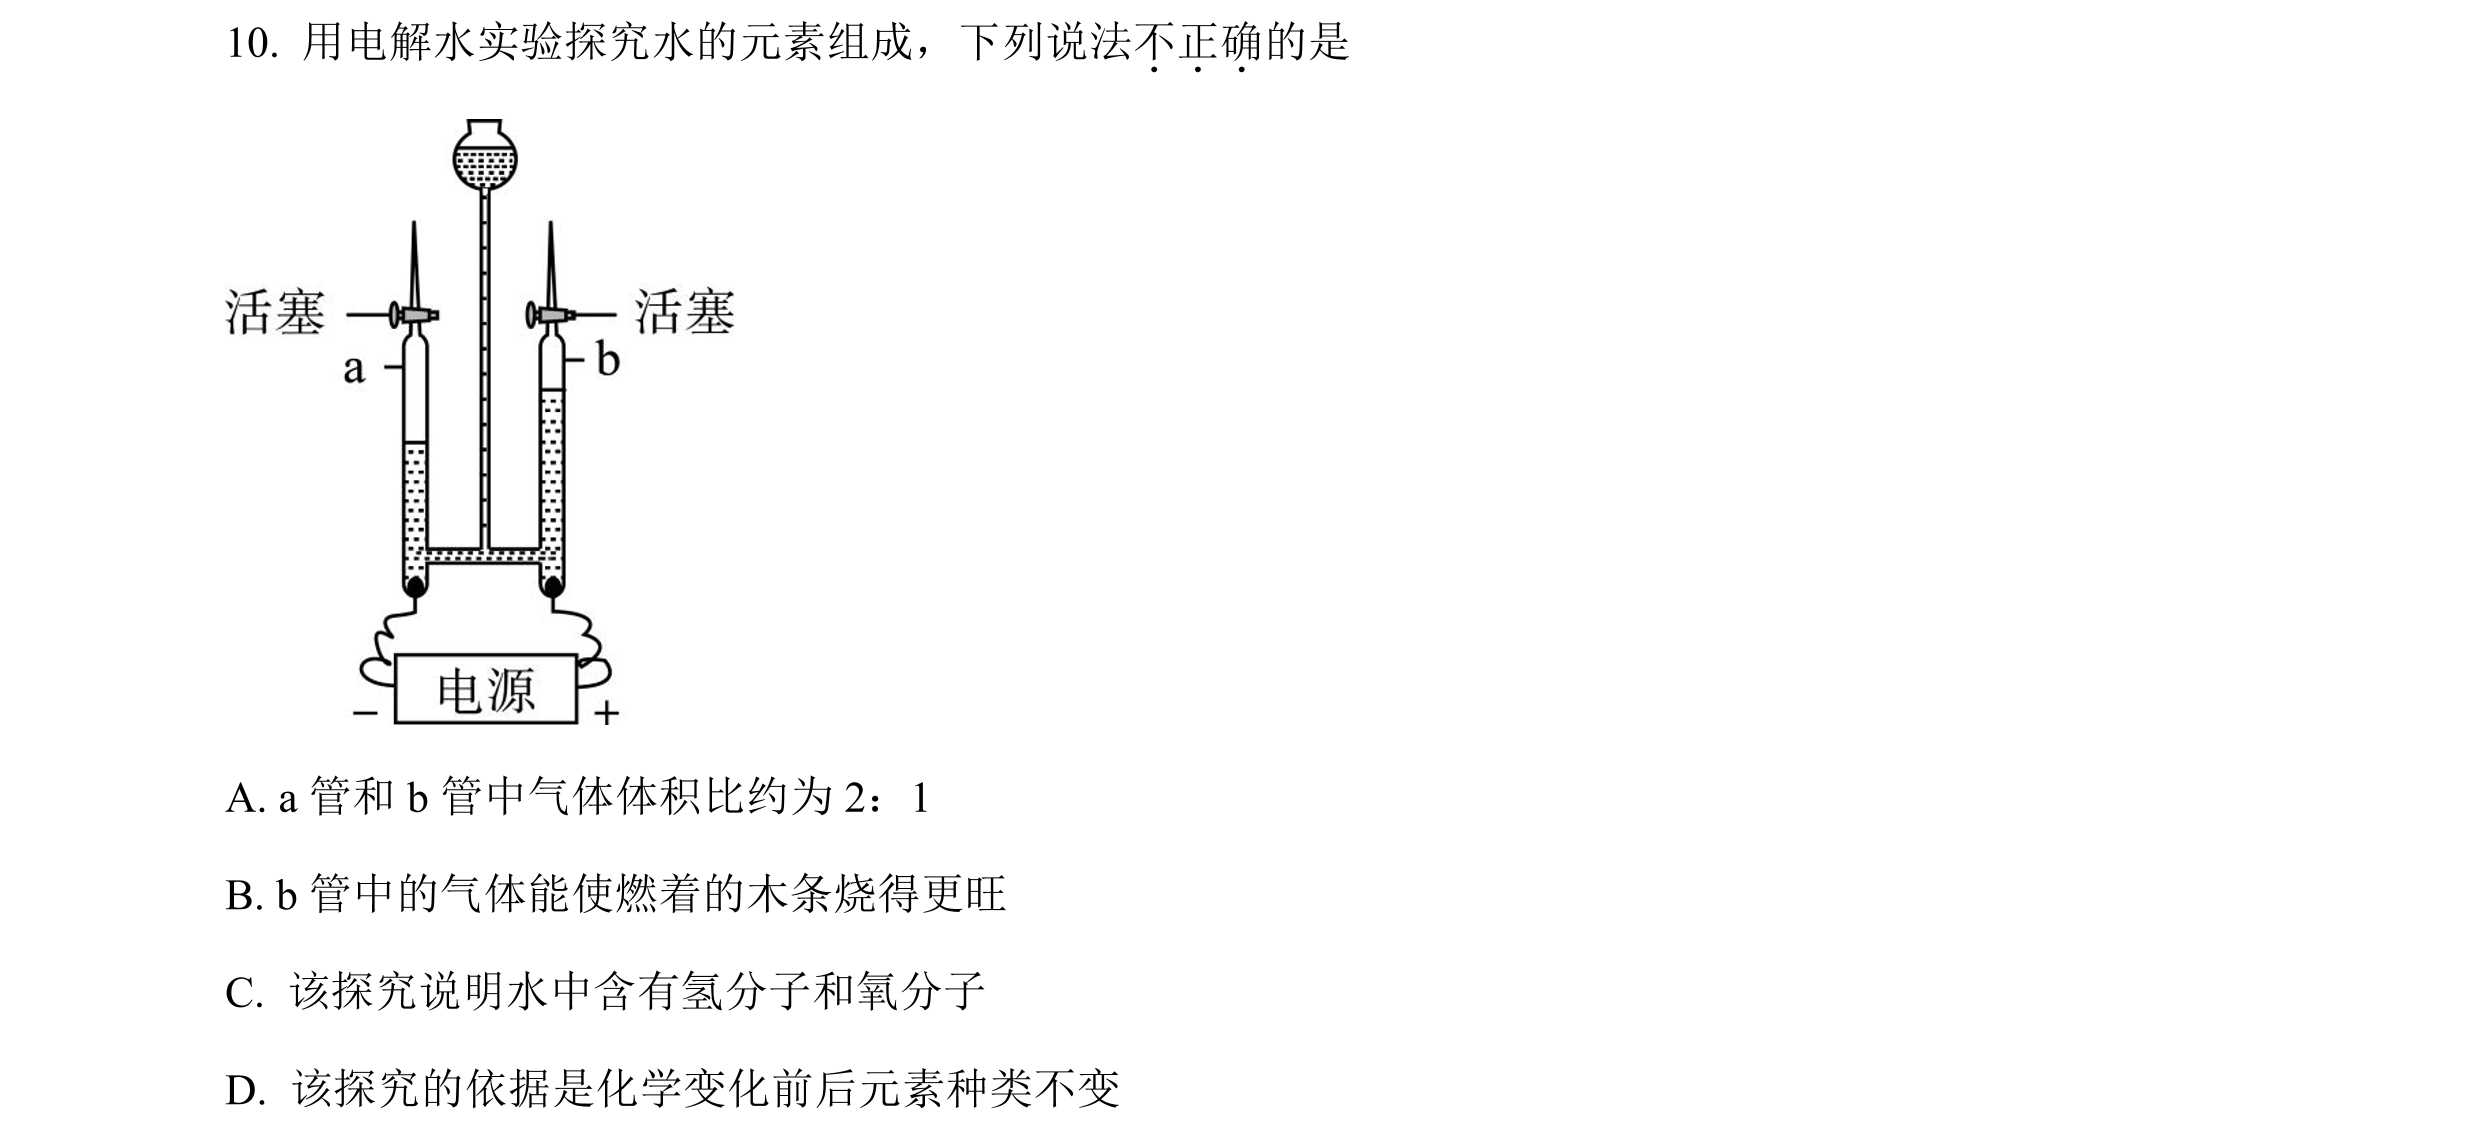 10. 用电解水实验探究水的元素组成，下列说法不正确的是
活塞 活塞
a b
电源
− +
A. a 管和 b 管中气体体积比约为 2：1
B. b 管中的气体能使燃着的木条烧得更旺
C. 该探究说明水中含有氢分子和氧分子
D. 该探究的依据是化学变化前后元素种类不变